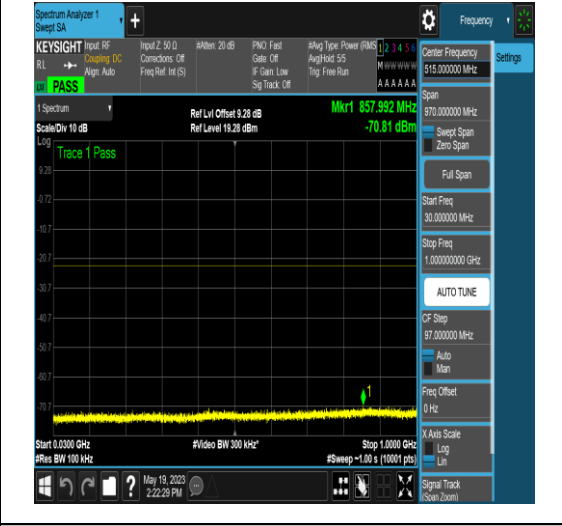 Spectrum Analyzer 1
Swept SA
Frequency
KEYSIGHT
Input: RF
Coupling: DC
Align: Auto
RL
LXI
PASS
Input Z: 50 Ω
Corrections: Off
Freq Ref: Int (S)
#Atten: 20 dB
PNO: Fast
Gate: Off
IF Gain: Low
Sig Track: Off
#Avg Type: Power (RMS
Avg|Hold: 5/5
Trig: Free Run
1 2 3 4 5 6
M W W W W W
A A A A A A
Center Frequency
515.000000 MHz
Settings
Span
970.000000 MHz
Swept Span
Zero Span
Full Span
Start Freq
30.000000 MHz
Stop Freq
1.000000000 GHz
AUTO TUNE
CF Step
97.000000 MHz
Auto
Man
Freq Offset
0 Hz
X Axis Scale
Log
Lin
Signal Track
(Span Zoom)
1 Spectrum
Scale/Div 10 dB
Ref Lvl Offset 9.28 dB
Ref Level 19.28 dBm
Mkr1 857.992 MHz
-70.81 dBm
Log
Trace 1 Pass
9.28
-0.72
-10.7
-20.7
-30.7
-40.7
-50.7
-60.7
-70.7
1
Start 0.0300 GHz
#Res BW 100 kHz
#Video BW 300 kHz*
Stop 1.0000 GHz
#Sweep ~1.00 s (10001 pts)
?
May 19, 2023
2:22:29 PM